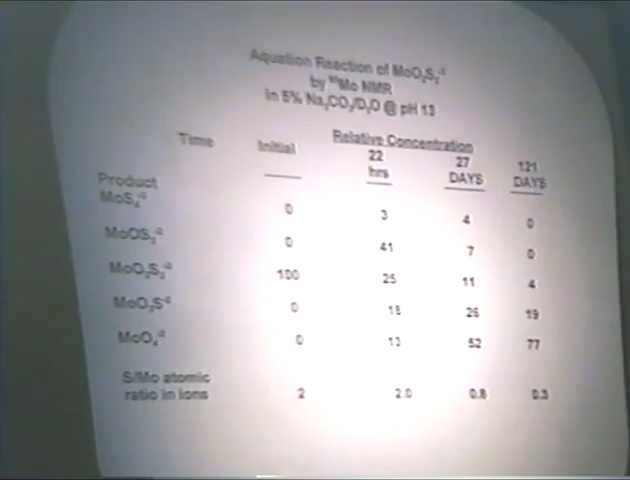 Aquation Reaction of MoO₂S₂⁻²
by ⁹⁵Mo NMR
in 5% Na₂CO₃/D₂O @ pH 13
Relative Concentration
Time Initial 22 hrs 27 DAYS 121 DAYS
Product
MoS₄⁻² 0 3 4 0
MoOS₃⁻² 0 41 7 0
MoO₂S₂⁻² 100 25 11 4
MoO₃S⁻² 0 18 26 19
MoO₄⁻² 0 13 52 77
S/Mo atomic
ratio in ions 2 2.0 0.8 0.3